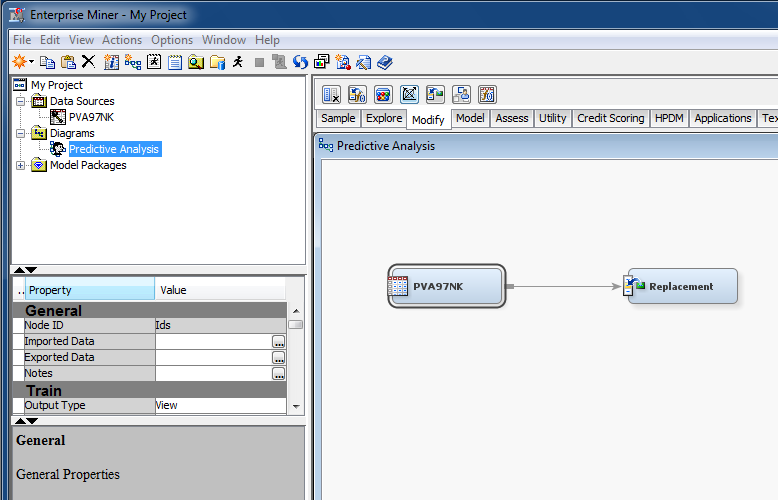 Enterprise Miner - My Project
File Edit View Actions Options Window Help
My Project
Data Sources
PVA97NK
Diagrams
Predictive Analysis
Model Packages
.. Property Value
General
Node ID Ids
Imported Data ...
Exported Data ...
Notes ...
Train
Output Type View
General
General Properties
Sample Explore Modify Model Assess Utility Credit Scoring HPDM Applications Tex
Predictive Analysis
PVA97NK
Replacement